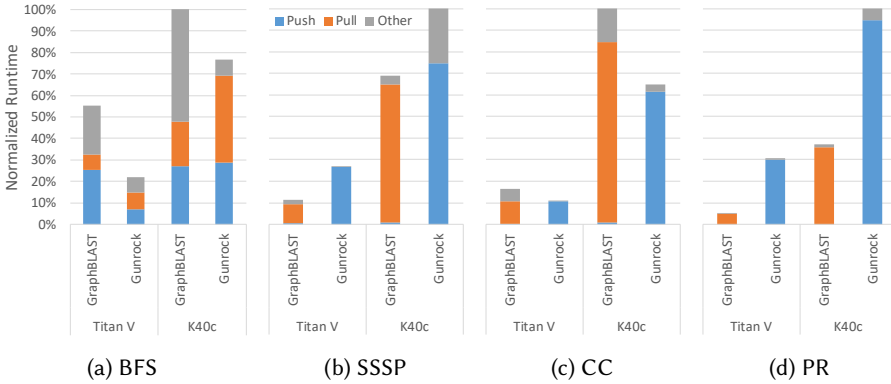 Normalized Runtime
100%
90%
80%
70%
60%
50%
40%
30%
20%
10%
0%
Push Pull Other
GraphBLAST Gunrock GraphBLAST Gunrock GraphBLAST Gunrock GraphBLAST Gunrock GraphBLAST Gunrock GraphBLAST Gunrock GraphBLAST Gunrock GraphBLAST Gunrock
Titan V K40c Titan V K40c Titan V K40c Titan V K40c
(a) BFS (b) SSSP (c) CC (d) PR